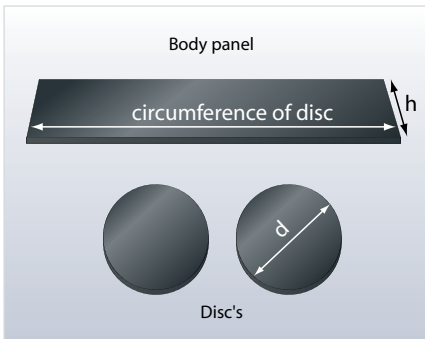 Body panel
h
circumference of disc
d
Disc's